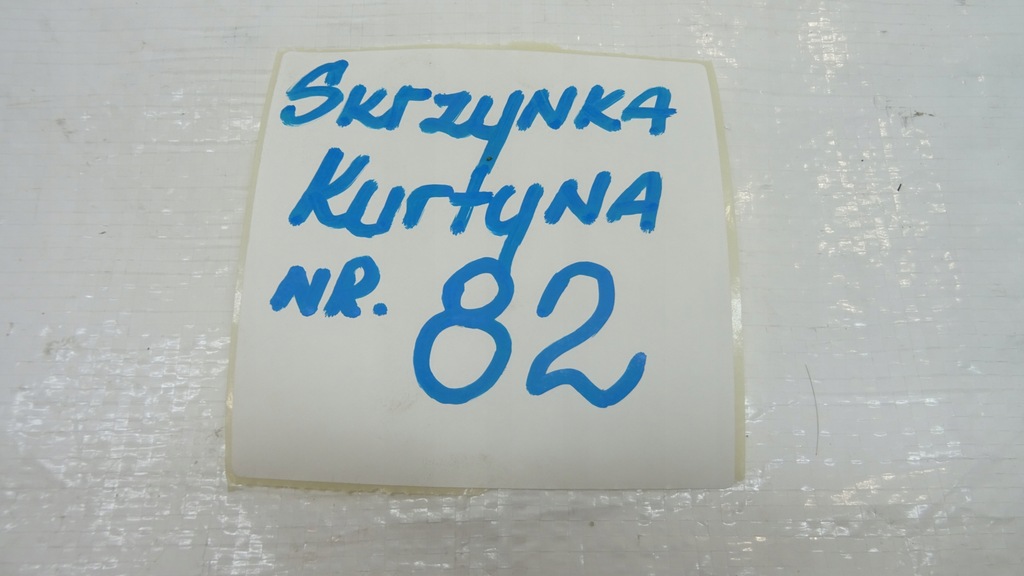 Skrzynka
Kurtyna
NR. 82